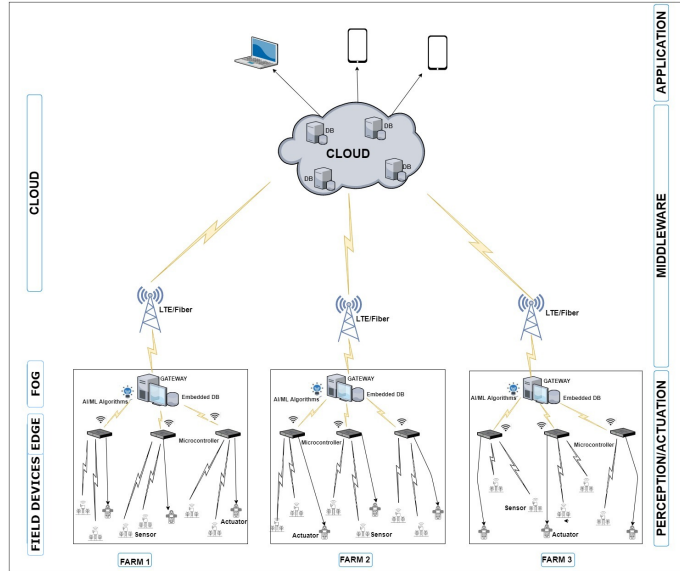 APPLICATION
DB
DB
CLOUD
DB
DB
CLOUD
MIDDLEWARE
LTE/Fiber
LTE/Fiber
LTE/Fiber
FOG
GATEWAY
AI/ML Algorithms
Embedded DB
GATEWAY
AI/ML Algorithms
Embedded DB
GATEWAY
AI/ML Algorithms
Embedded DB
EDGE
Microcontroller
Microcontroller
Microcontroller
PERCEPTION/ACTUATION
FIELD DEVICES
Sensor
Actuator
Actuator
Sensor
Sensor
Actuator
FARM 1
FARM 2
FARM 3